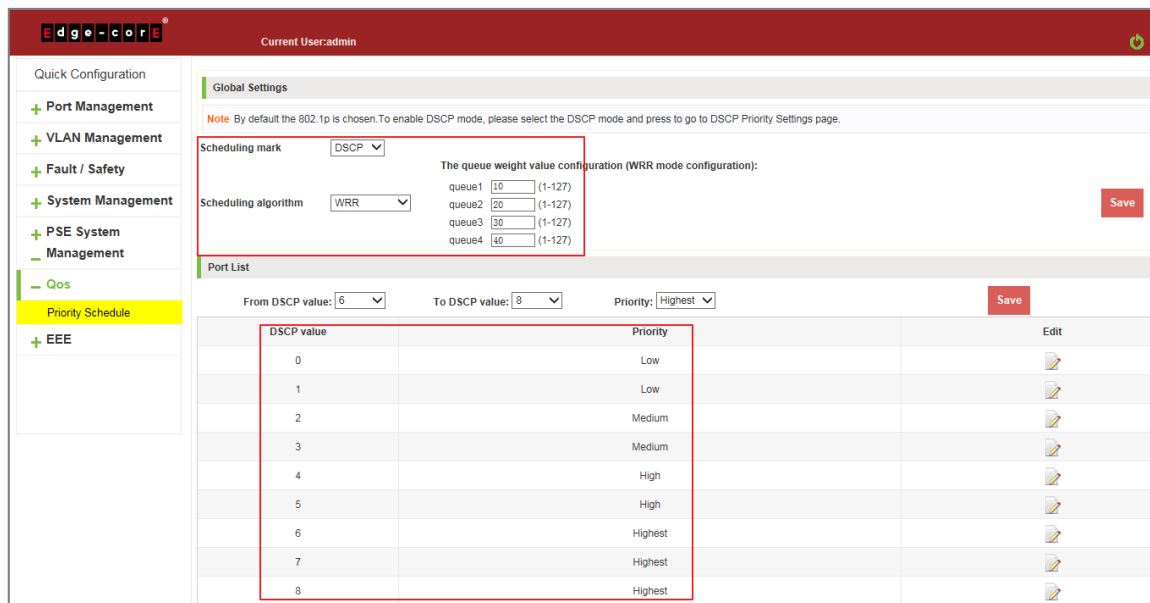 Edge-corE®
Current User:admin
Quick Configuration
Port Management
VLAN Management
Fault / Safety
System Management
PSE System
Management
Qos
Priority Schedule
EEE
Global Settings
Note By default the 802.1p is chosen.To enable DSCP mode, please select the DSCP mode and press to go to DSCP Priority Settings page.
Scheduling mark DSCP
The queue weight value configuration (WRR mode configuration):
queue1 10 (1-127)
Scheduling algorithm WRR queue2 20 (1-127)
queue3 30 (1-127)
queue4 40 (1-127)
Save
Port List
From DSCP value: 6 To DSCP value: 8 Priority: Highest Save
DSCP value Priority Edit
0 Low
1 Low
2 Medium
3 Medium
4 High
5 High
6 Highest
7 Highest
8 Highest